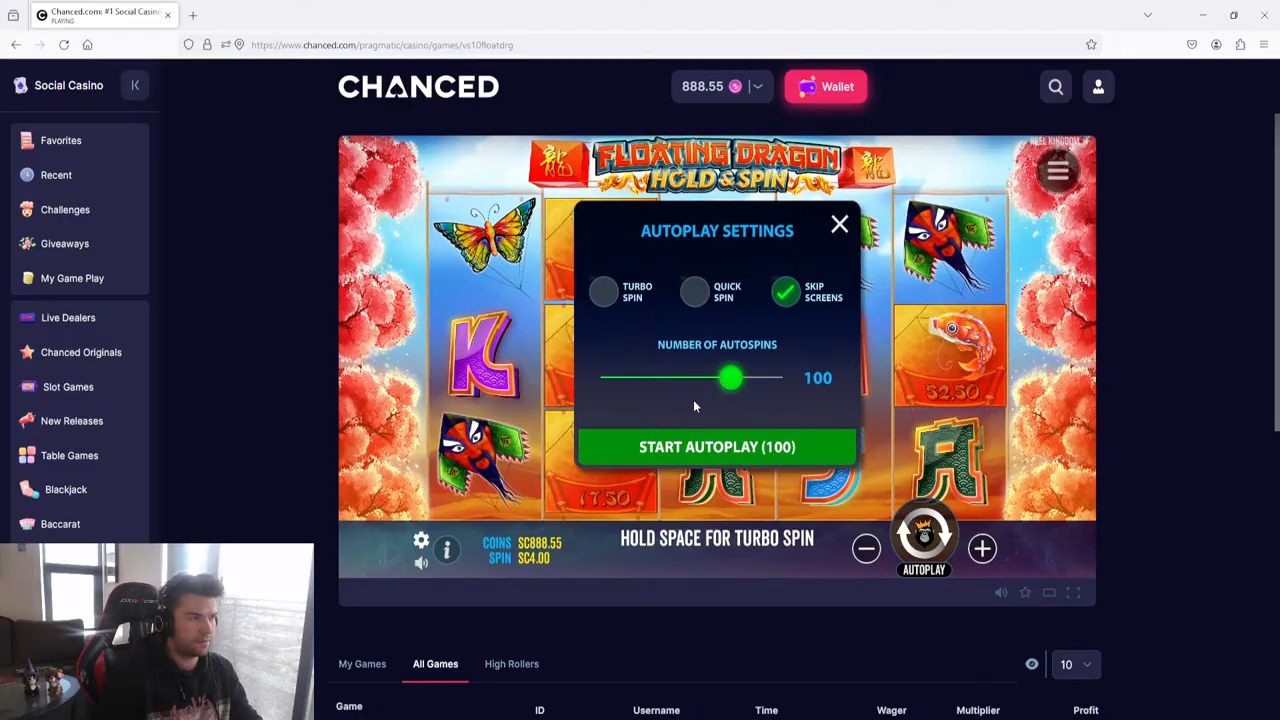 Chanced.com: #1 Social Casino
PLAYING
https://www.chanced.com/pragmatic/casino/games/vs10floatdrg
Social Casino
CHANCED
888.55
Wallet
Favorites
Recent
Challenges
Giveaways
My Game Play
Live Dealers
Chanced Originals
Slot Games
New Releases
Table Games
Blackjack
Baccarat
REEL KINGDOM
龍
FLOATING DRAGON
HOLD & SPIN
龍
AUTOPLAY SETTINGS
TURBO
SPIN
QUICK
SPIN
SKIP
SCREENS
NUMBER OF AUTOSPINS
100
START AUTOPLAY (100)
K
52.50
17.50
A
J
A
COINS SC888.55
SPIN SC4.00
HOLD SPACE FOR TURBO SPIN
AUTOPLAY
My Games
All Games
High Rollers
10
Game
ID
Username
Time
Wager
Multiplier
Profit